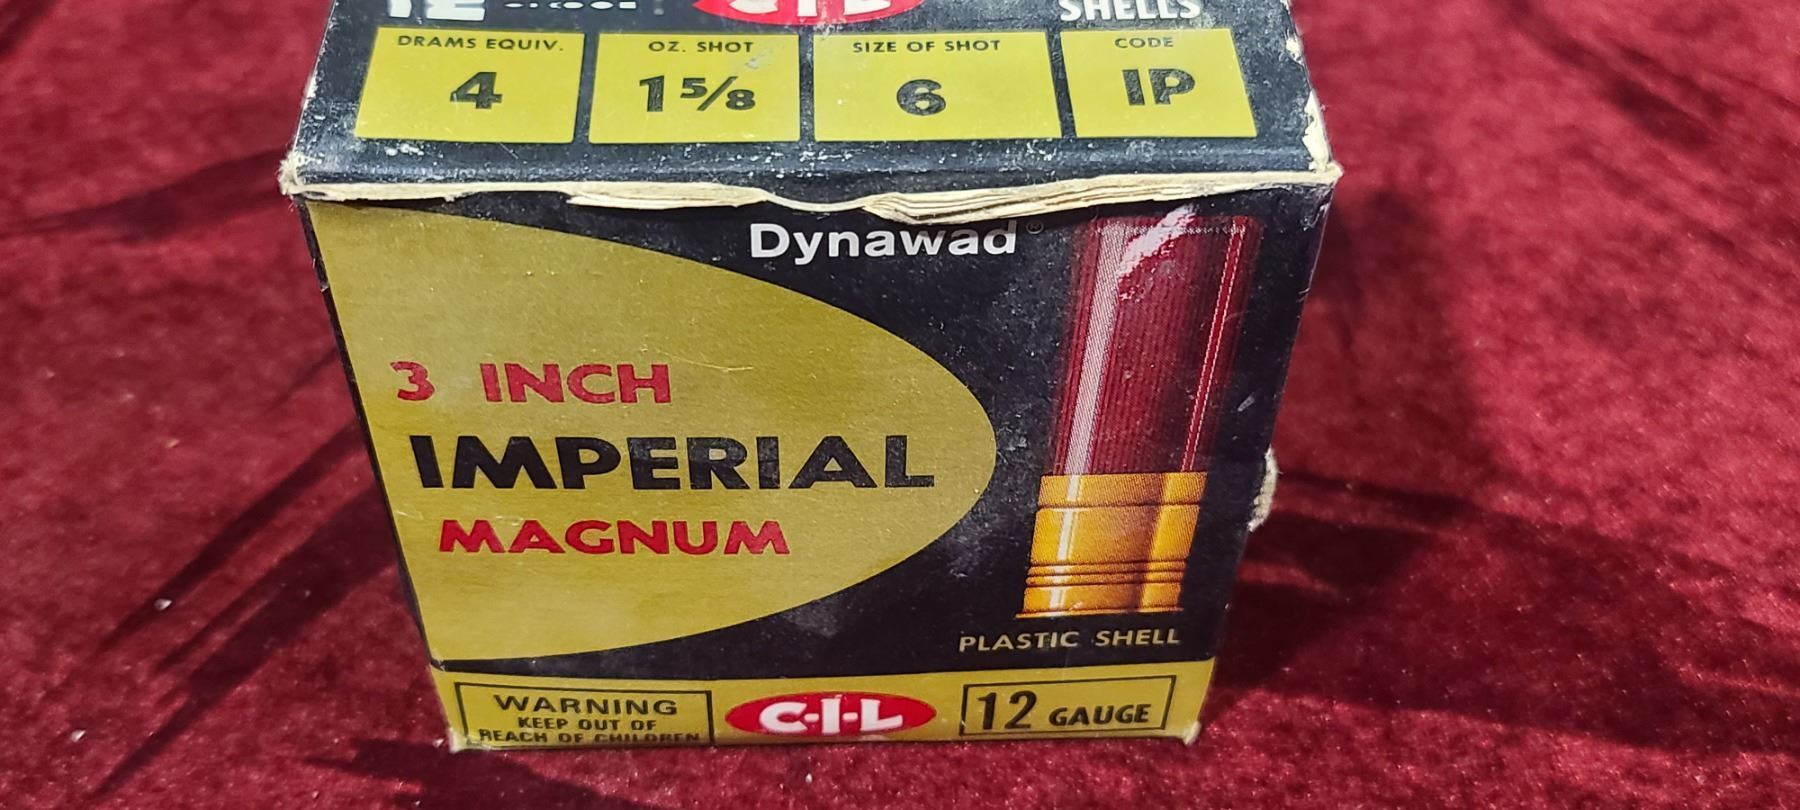 C-I-L
SHELLS
DRAMS EQUIV. OZ. SHOT SIZE OF SHOT CODE
4 1 5/8 6 IP
Dynawad®
3 INCH
IMPERIAL
MAGNUM
PLASTIC SHELL
WARNING
KEEP OUT OF
REACH OF CHILDREN
C-I-L
12 GAUGE